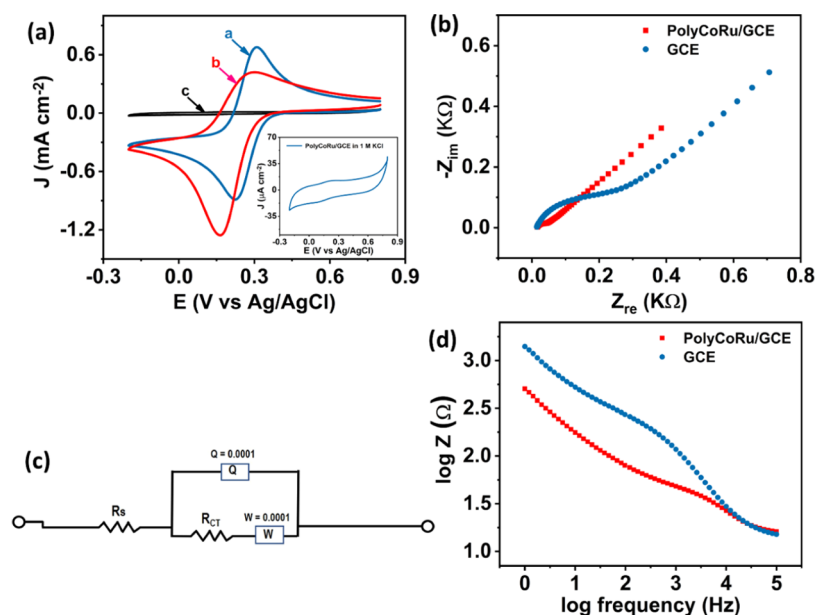 (a)
a
b
c
0.6
0.0
-0.6
-1.2
J (mA cm-2)
-0.3
0.0
0.3
0.6
0.9
E (V vs Ag/AgCl)
70
35
0
-35
J (µA cm-2)
PolyCoRu/GCE in 1 M KCl
-0.3
0.0
0.3
0.6
0.9
E (V vs Ag/AgCl)
(b)
PolyCoRu/GCE
GCE
0.6
0.4
0.2
0.0
-Zim (KΩ)
0.0
0.2
0.4
0.6
0.8
Zre (KΩ)
(c)
Q = 0.0001
Q
Rs
RCT
W = 0.0001
W
(d)
PolyCoRu/GCE
GCE
3.0
2.5
2.0
1.5
1.0
log Z (Ω)
0
1
2
3
4
5
log frequency (Hz)